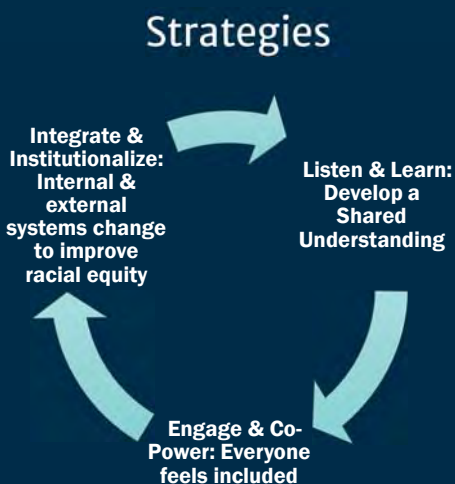 Strategies
Integrate &
Institutionalize:
Internal &
external
systems change
to improve
racial equity
Listen & Learn:
Develop a
Shared
Understanding
Engage & Co-
Power: Everyone
feels included